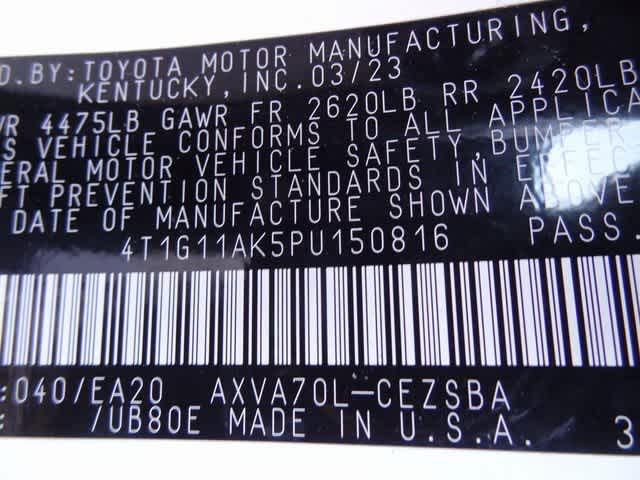 D.BY:TOYOTA MOTOR MANUFACTURING,
KENTUCKY,INC.03/23
VR 4475LB GAWR FR 2620LB RR 2420LB
S VEHICLE CONFORMS TO ALL APPLICA
ERAL MOTOR VEHICLE SAFETY,BUMPER
FT PREVENTION STANDARDS IN EFFEC
DATE OF MANUFACTURE SHOWN ABOVE
4T1G11AK5PU150816 PASS.
:040/EA20 AXVA70L-CEZSBA
: /UB80E MADE IN U.S.A. 3